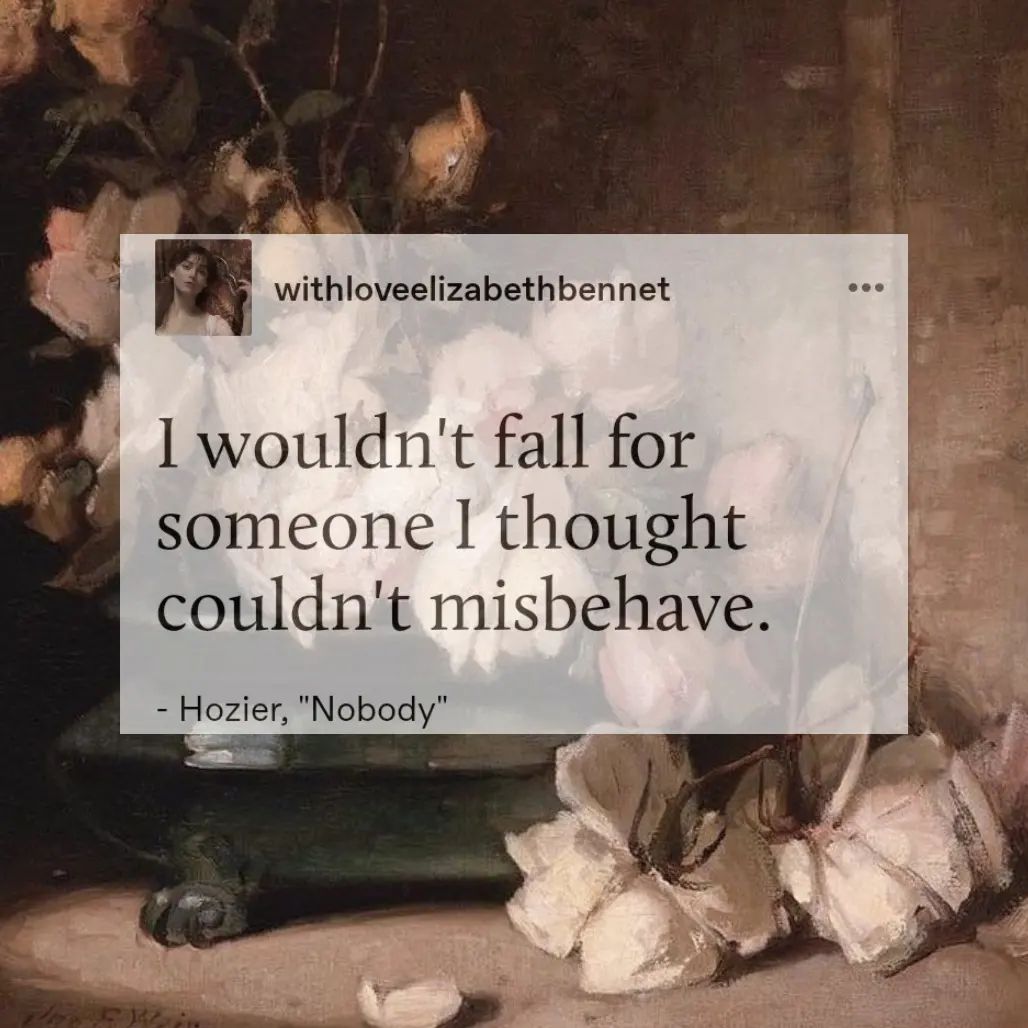 withloveelizabethbennet
I wouldn't fall for
someone I thought
couldn't misbehave.
- Hozier, "Nobody"